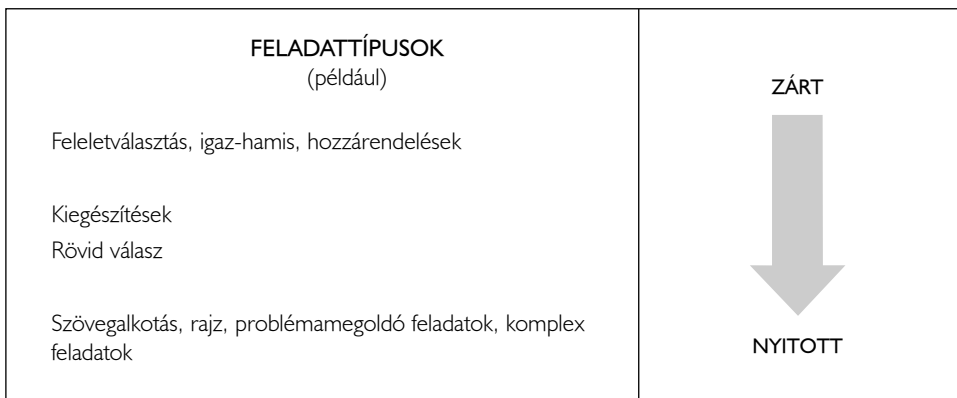 FELADATTÍPUSOK
(például)
Feleletválasztás, igaz-hamis, hozzárendelések
Kiegészítések
Rövid válasz
Szövegalkotás, rajz, problémamegoldó feladatok, komplex
feladatok
ZÁRT
NYITOTT